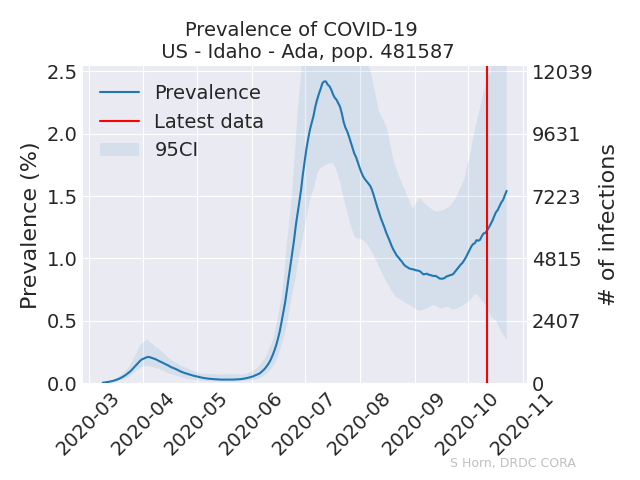 Prevalence of COVID-19
US - Idaho - Ada, pop. 481587
Prevalence (%)
2.5
2.0
1.5
1.0
0.5
0.0
Prevalence
Latest data
95CI
12039
9631
7223
4815
2407
0
# of infections
2020-03
2020-04
2020-05
2020-06
2020-07
2020-08
2020-09
2020-10
2020-11
S Horn, DRDC CORA